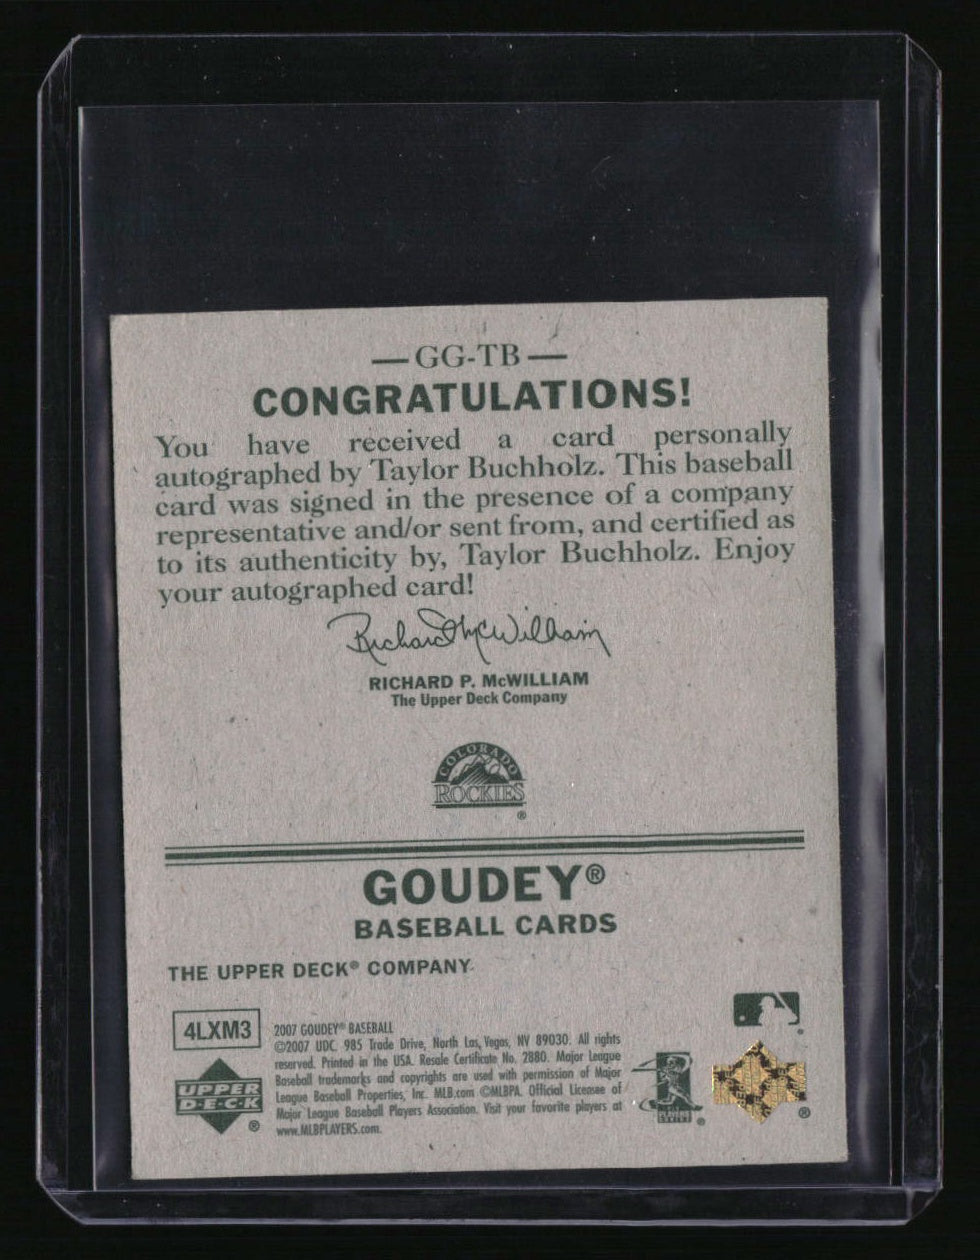 GG-TB
CONGRATULATIONS!
You have received a card personally
autographed by Taylor Buchholz. This baseball
card was signed in the presence of a company
representative and/or sent from, and certified as
to its authenticity by, Taylor Buchholz. Enjoy
your autographed card!
Richard McWilliam
RICHARD P. McWILLIAM
The Upper Deck Company
COLORADO
ROCKIES
®
GOUDEY®
BASEBALL CARDS
THE UPPER DECK® COMPANY
4LXM3
UPPER
D·E·C·K
®
2007 GOUDEY® BASEBALL
©2007 UDC. 985 Trade Drive, North Las Vegas, NV 89030. All rights
reserved. Printed in the USA. Resale Certificate No. 2880. Major League
Baseball trademarks and copyrights are used with permission of Major
League Baseball Properties, Inc. MLB.com ©MLBPA. Official Licensee of
Major League Baseball Players Association. Visit your favorite players at
www.MLBPLAYERS.com.
®
®
®